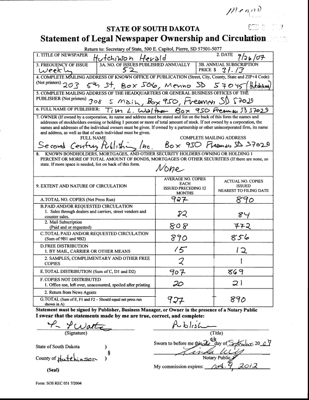 Menno
STATE OF SOUTH DAKOTA
Statement of Legal Newspaper Ownership and Circulation
Return to: Secretary of State, 500 E. Capitol, Pierre, SD 57501-5077
1. TITLE OF NEWSPAPER Hutchinson Herald
2. DATE 9/26/07
3. FREQUENCY OF ISSUE Weekly
3A. NO. OF ISSUES PUBLISHED ANNUALLY 52
3B. ANNUAL SUBSCRIPTION PRICE $
4. COMPLETE MAILING ADDRESS OF KNOWN OFFICE OF PUBLICATION (Street, City, County, State and ZIP+4 Code) (Not printers)
203 5th St, Box 506, Menno SD 57045
5. COMPLETE MAILING ADDRESS OF THE HEADQUARTERS OF GENERAL BUSINESS OFFICES OF THE PUBLISHER (Not printer)
708 S Main, Box 950, Freeman SD 57029
6. FULL NAME OF PUBLISHER: Tim L. Waltner Box 950 Freeman SD 57029
7. OWNER (If owned by a corporation, its name and address must be stated and also on the back of this form the names and
addresses of stockholders owning or holding 1 percent or more of total amount of stock. If not owned by a corporation, the
names and addresses of the individual owners must be given. If owned by a partnership or other unincorporated firm, its name
and address, as well as that of each individual must be given.
FULL NAME
COMPLETE MAILING ADDRESS
Second Century Publishing, Inc. Box 950 Freeman SD 57029
8. KNOWN BONDHOLDERS, MORTGAGEES, AND OTHER SECURITY HOLDERS OWNING OR HOLDING 1
PERCENT OR MORE OF TOTAL AMOUNT OF BONDS, MORTGAGES OR OTHER SECURITIES (If there are none, so
state. If more space is needed, list on back of this form.
None
9. EXTENT AND NATURE OF CIRCULATION
AVERAGE NO. COPIES EACH ISSUED PRECEDING 12 MONTHS
ACTUAL NO. COPIES ISSUED NEAREST TO FILING DATE
A. TOTAL NO. COPIES (Net Press Run) 927 890
B. PAID AND/OR REQUESTED CIRCULATION
1. Sales through dealers and carriers, street vendors and
counter sales. 82 84
2. Mail Subscription
(Paid and or requested) 808 772
C. TOTAL PAID AND/OR REQUESTED CIRCULATION
(Sum of 9B1 and 9B2) 890 856
D. FREE DISTRIBUTION
1. BY MAIL, CARRIER OR OTHER MEANS 15 12
2. SAMPLES, COMPLIMENTARY AND OTHER FREE
COPIES 2 1
E. TOTAL DISTRIBUTION (Sum of C, D1 and D2) 907 869
F. COPIES NOT DISTRIBUTED
1. Office use, left over, unaccounted, spoiled after printing 20 21
2. Return from News Agents
G. TOTAL (Sum of E, F1 and F2 - Should equal net press run
shown in A) 927 890
Statement must be signed by Publisher, Business Manager, or Owner in the presence of a Notary Public
I swear that the statements made by me are true, correct, and complete:
(Signature)
Publisher
(Title)
State of South Dakota )
§
County of Hutchinson )
Sworn to before me this day of September, 2007
Notary Public
(Seal)
My commission expires: 2012
Form: SOS REC 051 7/2004